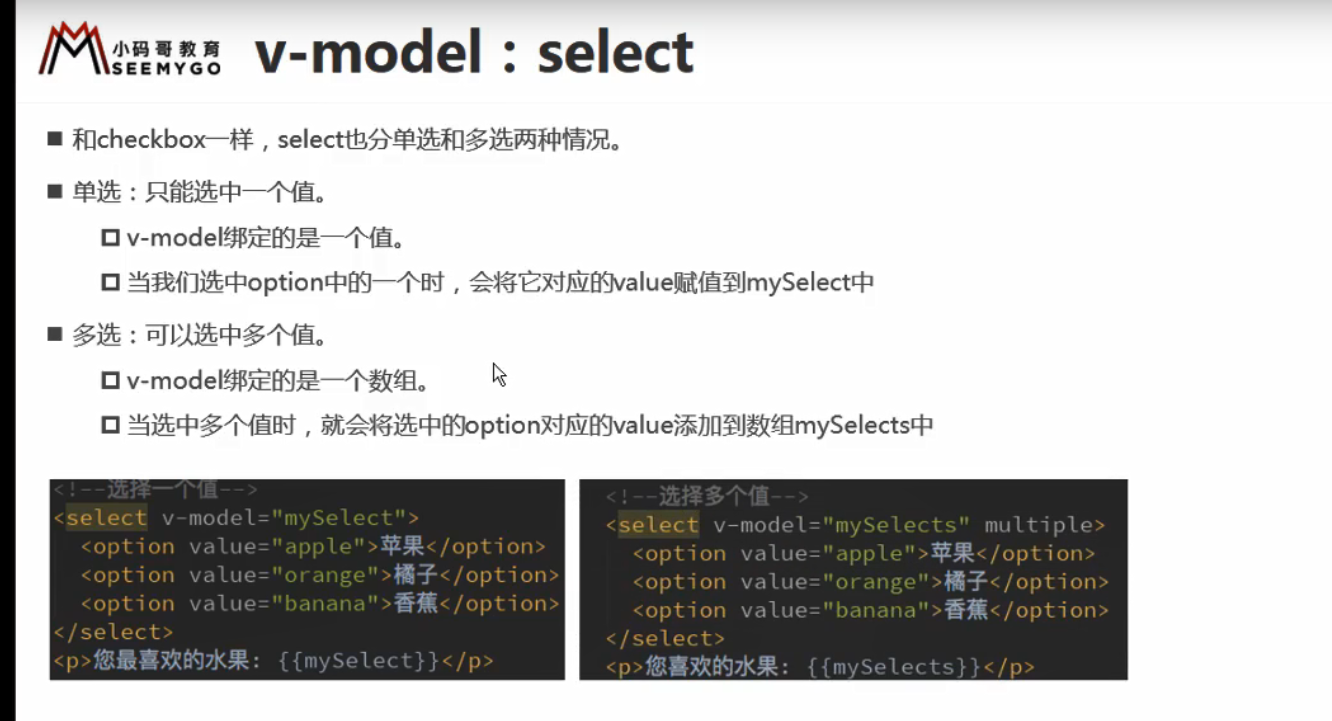 小码哥教育
SEEMYGO
v-model：select
■ 和checkbox一样，select也分单选和多选两种情况。
■ 单选：只能选中一个值。
v-model绑定的是一个值。
当我们选中option中的一个时，会将它对应的value赋值到mySelect中
■ 多选：可以选中多个值。
v-model绑定的是一个数组。
当选中多个值时，就会将选中的option对应的value添加到数组mySelects中
<!--选择一个值-->
<select v-model="mySelect">
<option value="apple">苹果</option>
<option value="orange">橘子</option>
<option value="banana">香蕉</option>
</select>
<p>您最喜欢的水果: {{mySelect}}</p>
<!--选择多个值-->
<select v-model="mySelects" multiple>
<option value="apple">苹果</option>
<option value="orange">橘子</option>
<option value="banana">香蕉</option>
</select>
<p>您喜欢的水果: {{mySelects}}</p>